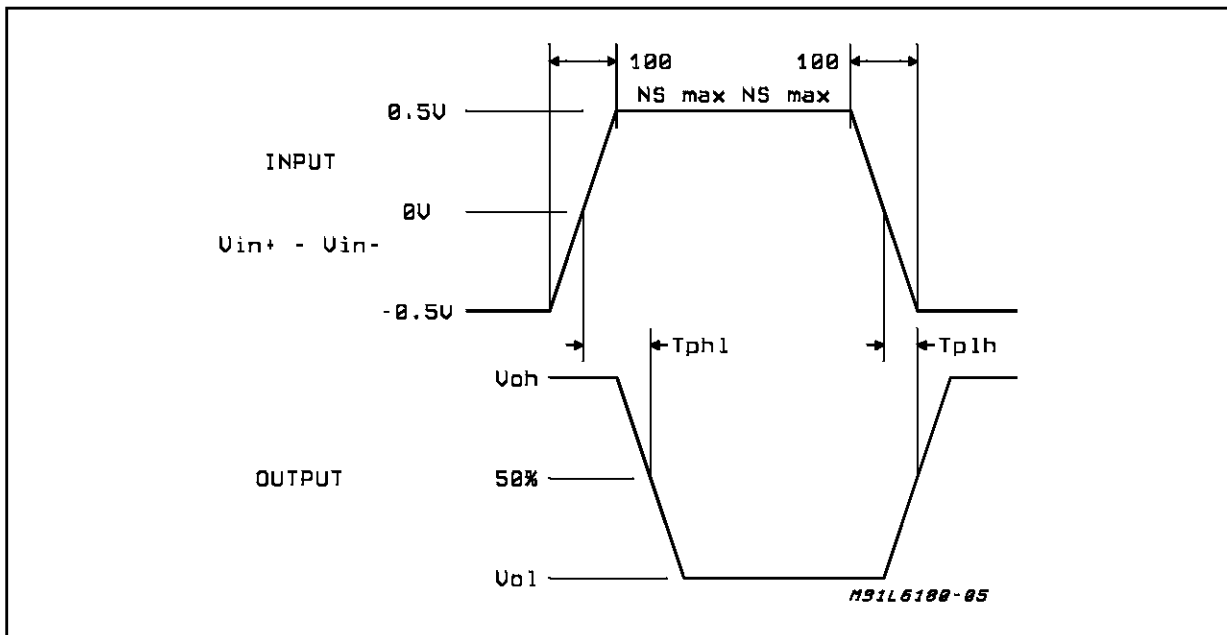 100 100
NS max NS max
0.5V
INPUT
0V
Vin+ - Vin-
-0.5V
Tphl Tplh
Voh
OUTPUT 50%
Vol
M91L6180-05